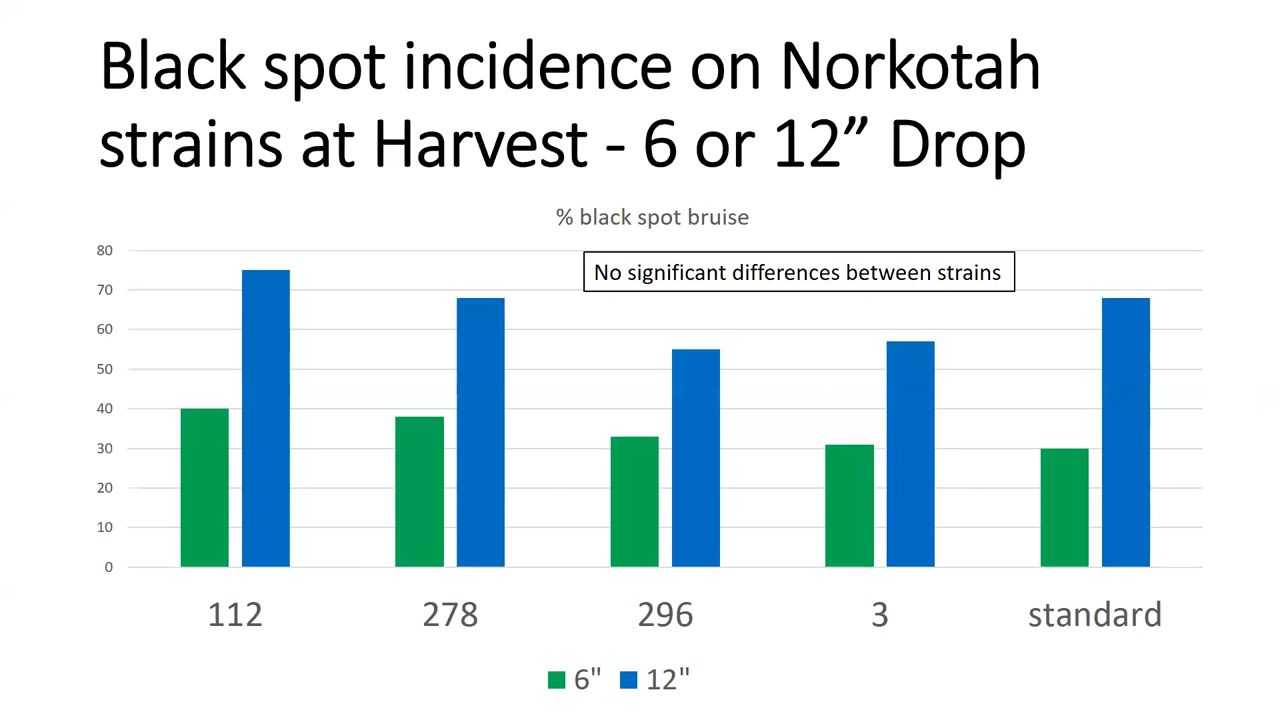 Black spot incidence on Norkotah
strains at Harvest - 6 or 12” Drop
% black spot bruise
No significant differences between strains
80
70
60
50
40
30
20
10
0
112 278 296 3 standard
6" 12"